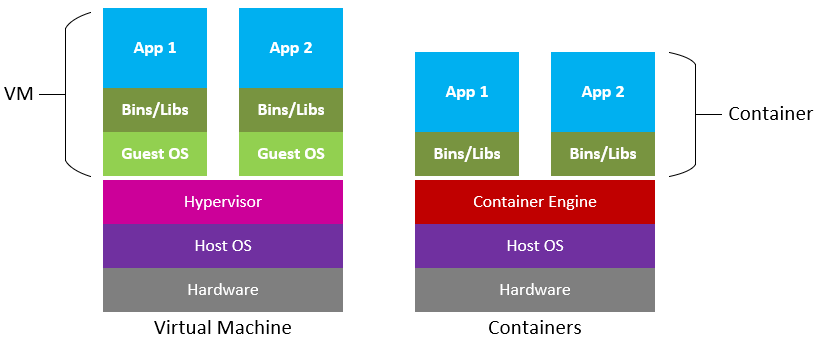 VM
App 1
App 2
Bins/Libs
Bins/Libs
Guest OS
Guest OS
Hypervisor
Host OS
Hardware
Virtual Machine
App 1
App 2
Bins/Libs
Bins/Libs
Container
Container Engine
Host OS
Hardware
Containers